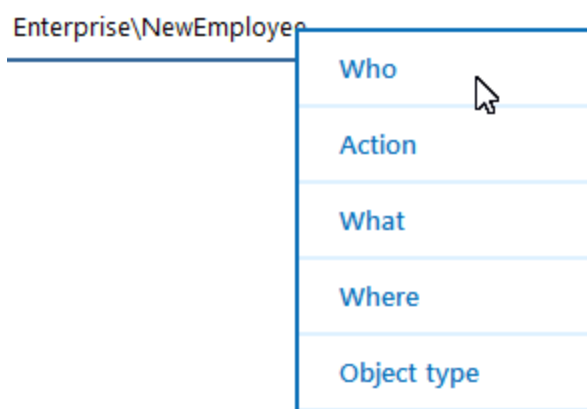 Enterprise\NewEmployee
Who
Action
What
Where
Object type